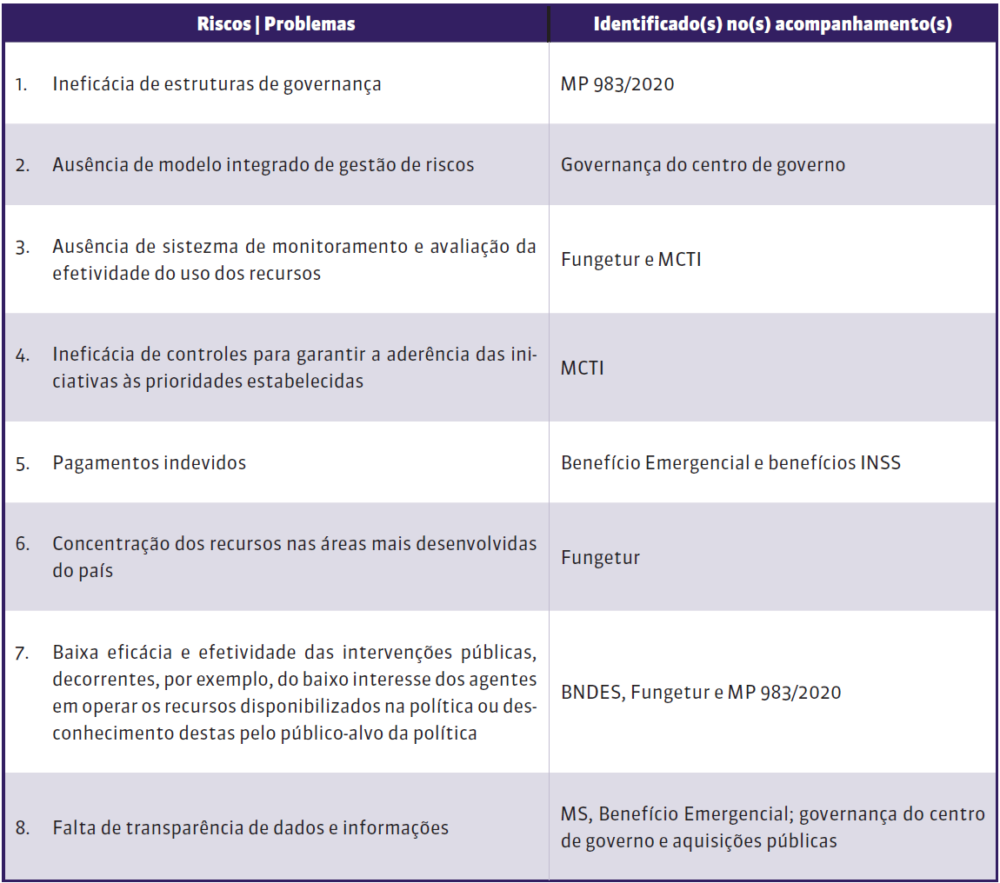 Riscos | Problemas
Identificado(s) no(s) acompanhamento(s)
1. Ineficácia de estruturas de governança
MP 983/2020
2. Ausência de modelo integrado de gestão de riscos
Governança do centro de governo
3. Ausência de sistezma de monitoramento e avaliação da
efetividade do uso dos recursos
Fungetur e MCTI
4. Ineficácia de controles para garantir a aderência das ini-
ciativas às prioridades estabelecidas
MCTI
5. Pagamentos indevidos
Benefício Emergencial e benefícios INSS
6. Concentração dos recursos nas áreas mais desenvolvidas
do país
Fungetur
7. Baixa eficácia e efetividade das intervenções públicas,
decorrentes, por exemplo, do baixo interesse dos agentes
em operar os recursos disponibilizados na política ou des-
conhecimento destas pelo público-alvo da política
BNDES, Fungetur e MP 983/2020
8. Falta de transparência de dados e informações
MS, Benefício Emergencial; governança do centro
de governo e aquisições públicas